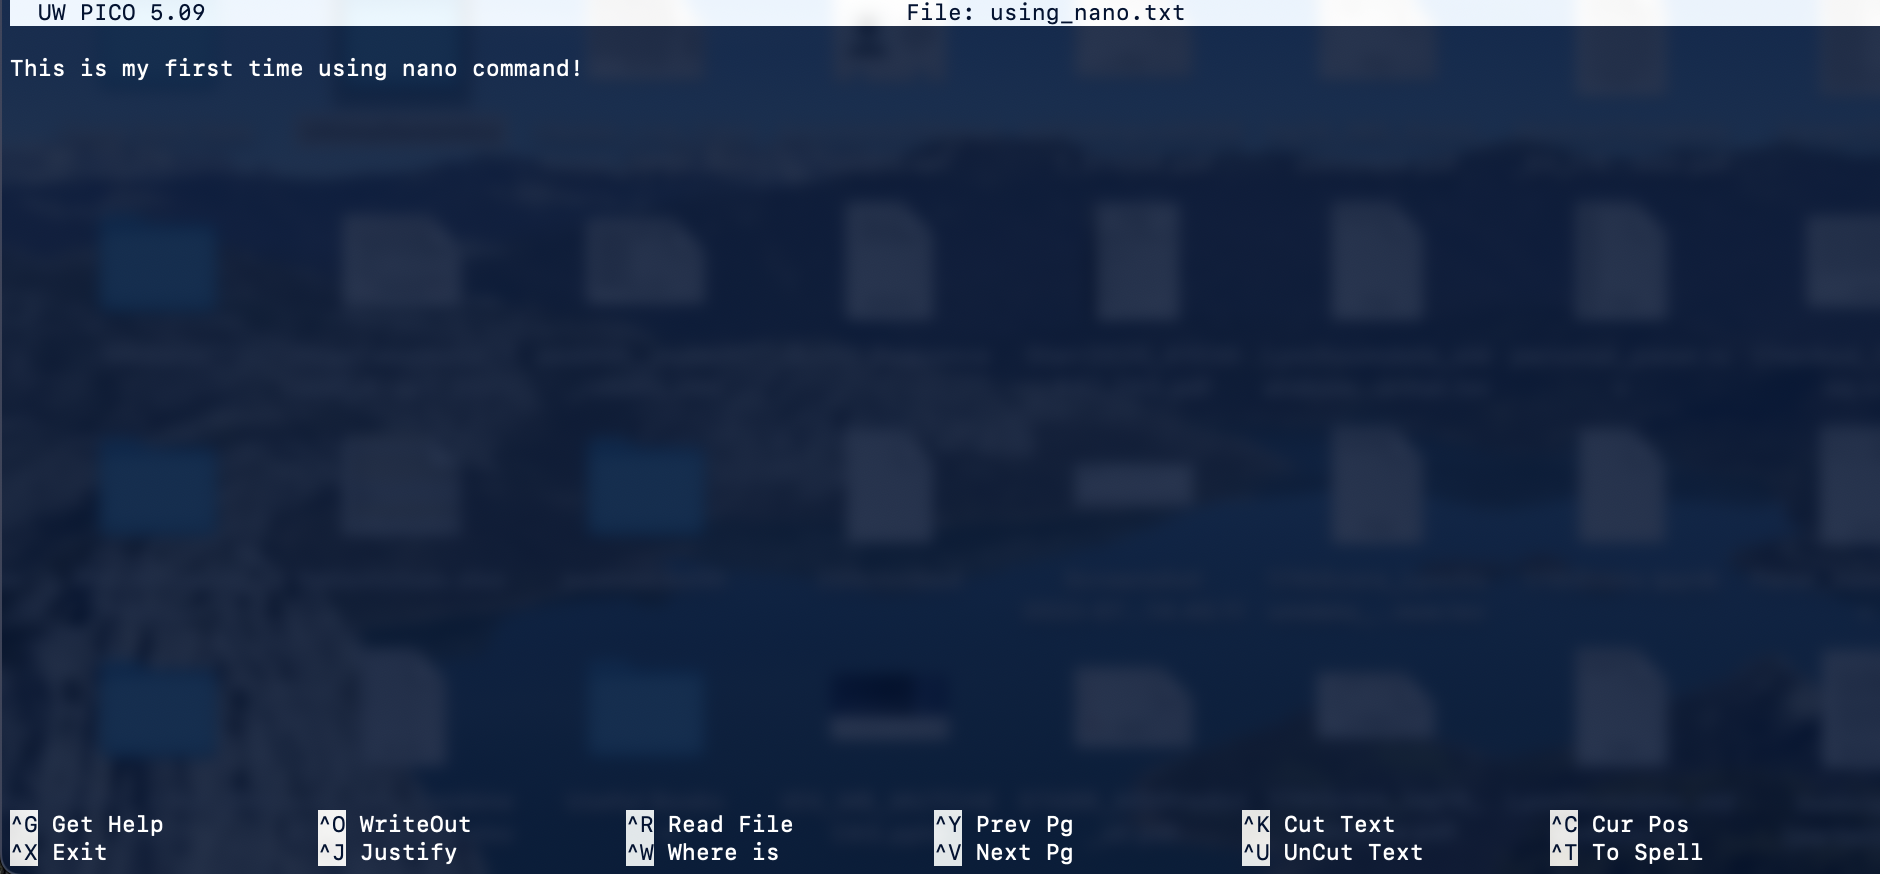 UW PICO 5.09 File: using_nano.txt
This is my first time using nano command!
^G Get Help ^O WriteOut ^R Read File ^Y Prev Pg ^K Cut Text ^C Cur Pos
^X Exit ^J Justify ^W Where is ^V Next Pg ^U UnCut Text ^T To Spell